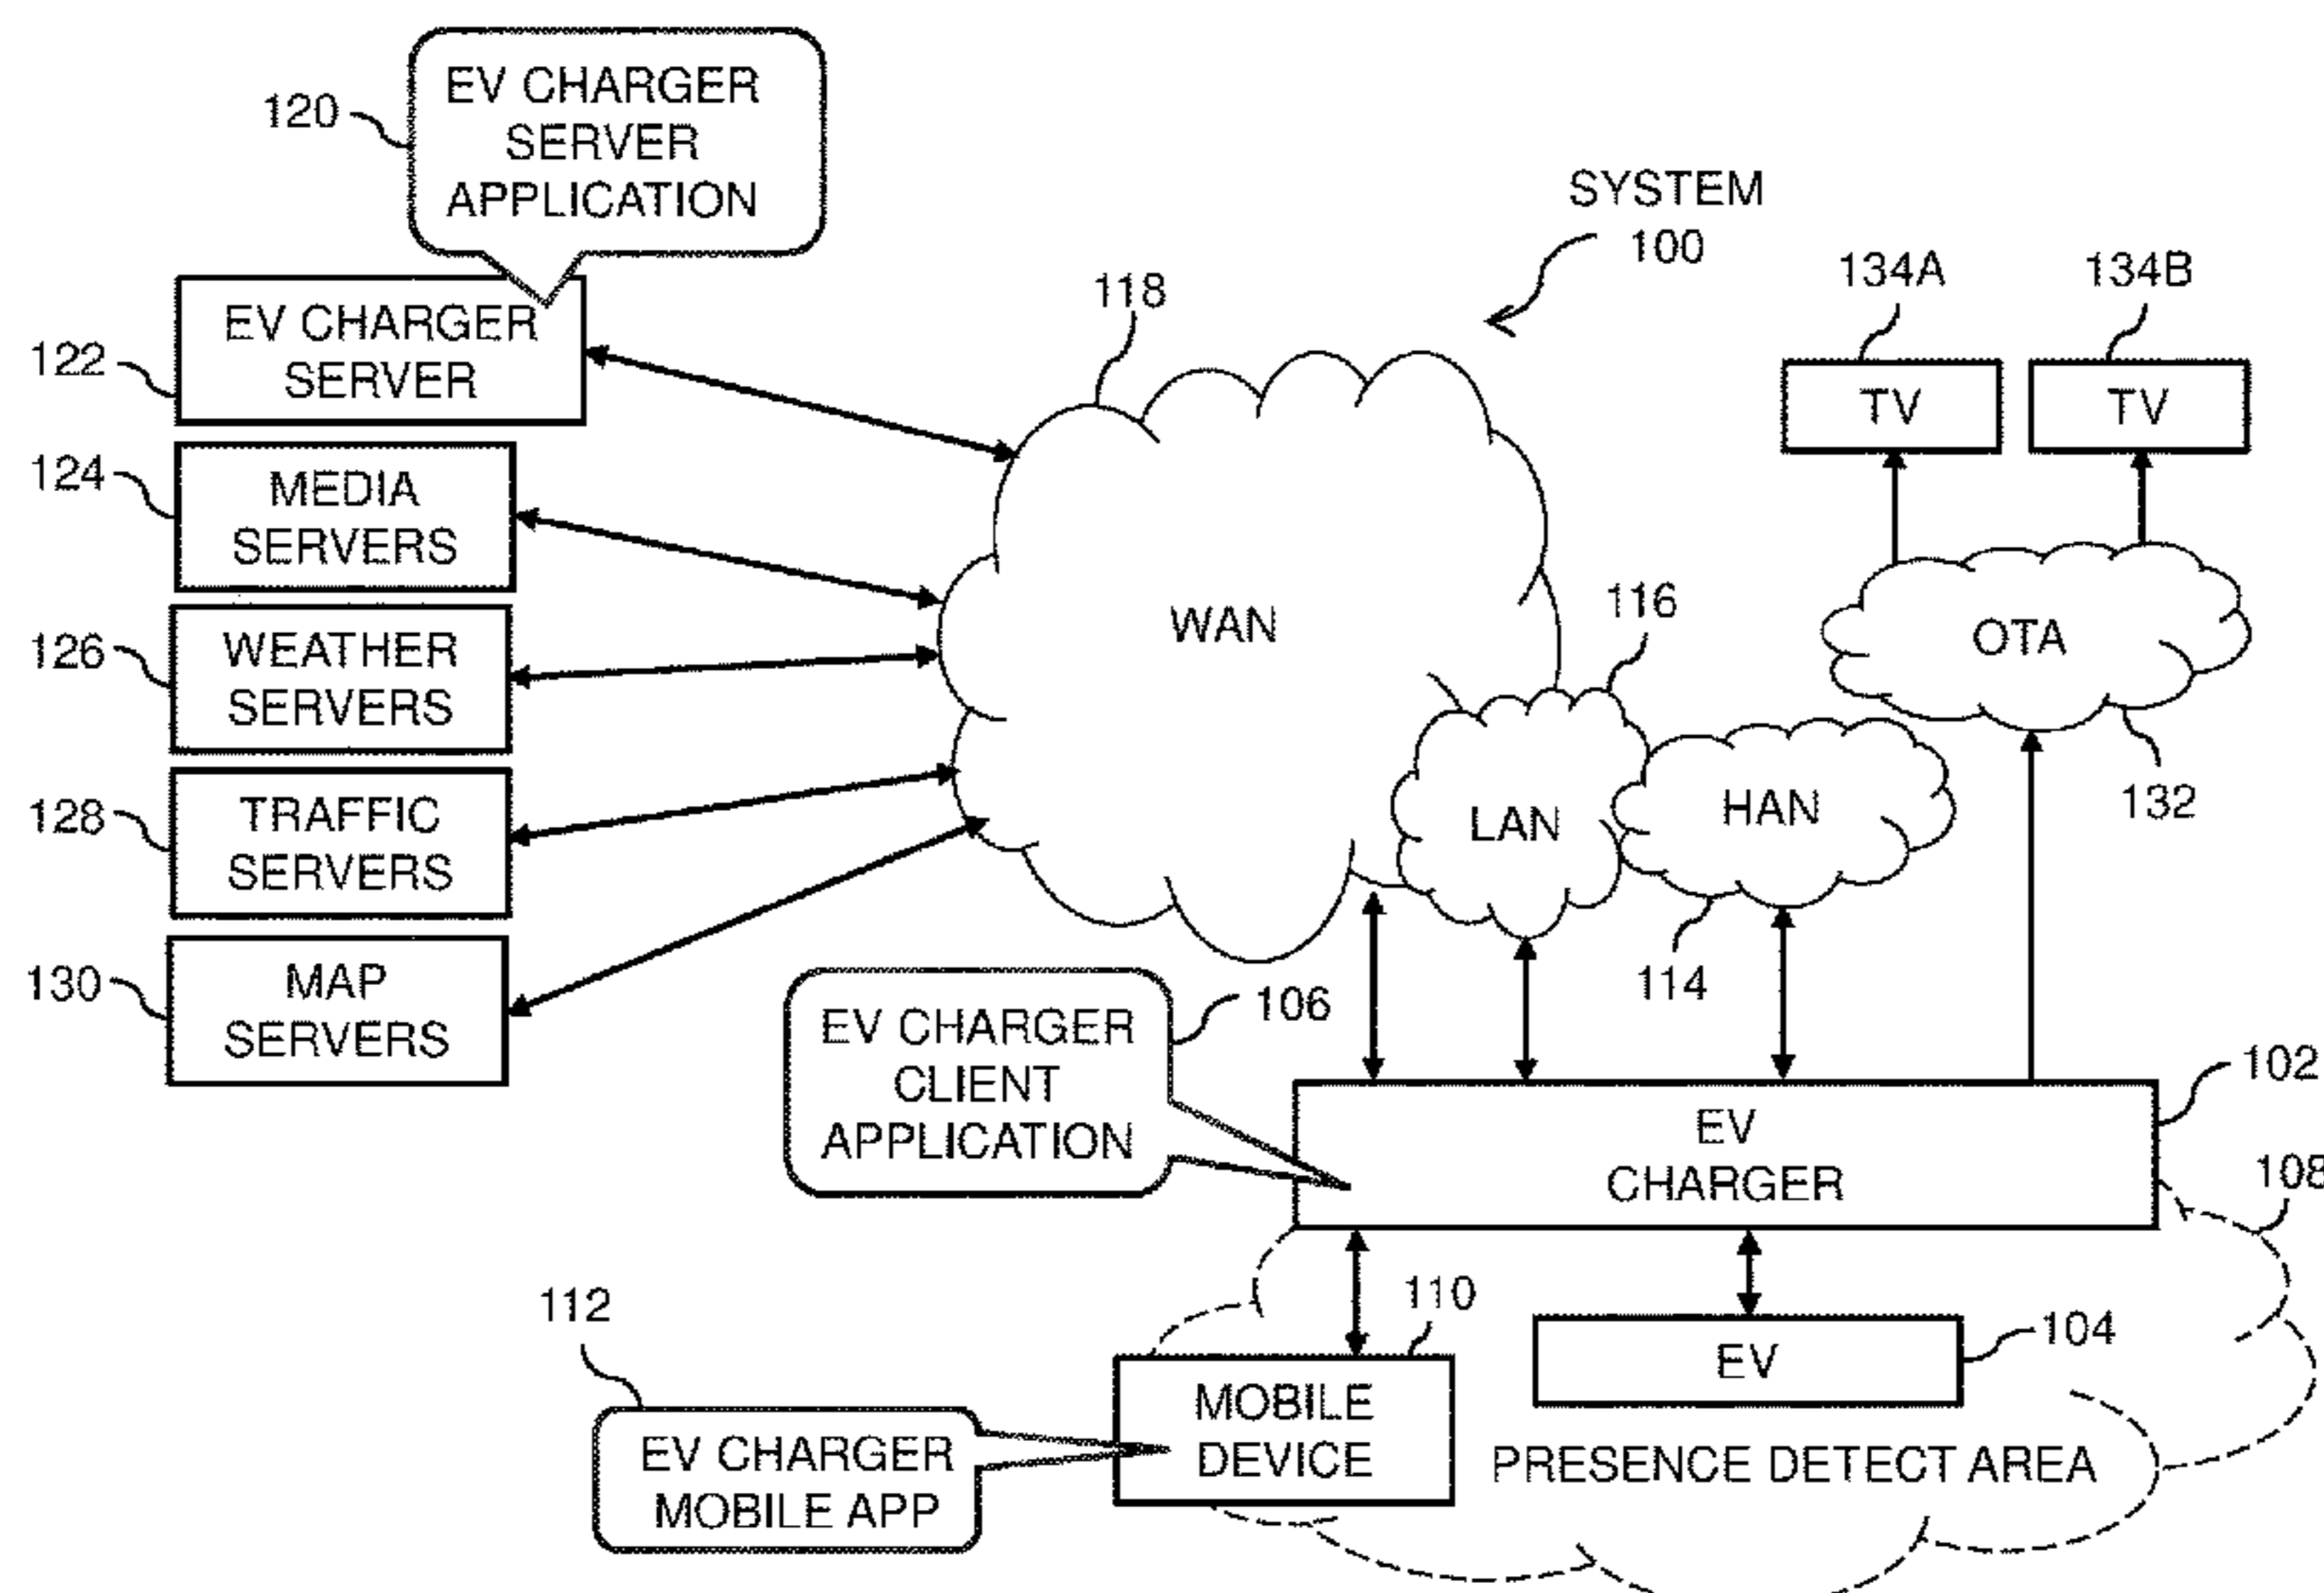 120
EV CHARGER
SERVER
APPLICATION
SYSTEM
100
134A
134B
118
122
EV CHARGER
SERVER
TV
TV
124
MEDIA
SERVERS
116
126
WEATHER
SERVERS
WAN
OTA
132
128
TRAFFIC
SERVERS
LAN
HAN
114
130
MAP
SERVERS
106
EV CHARGER
CLIENT
APPLICATION
102
EV
CHARGER
108
112
110
104
EV
MOBILE
DEVICE
EV CHARGER
MOBILE APP
PRESENCE DETECT AREA